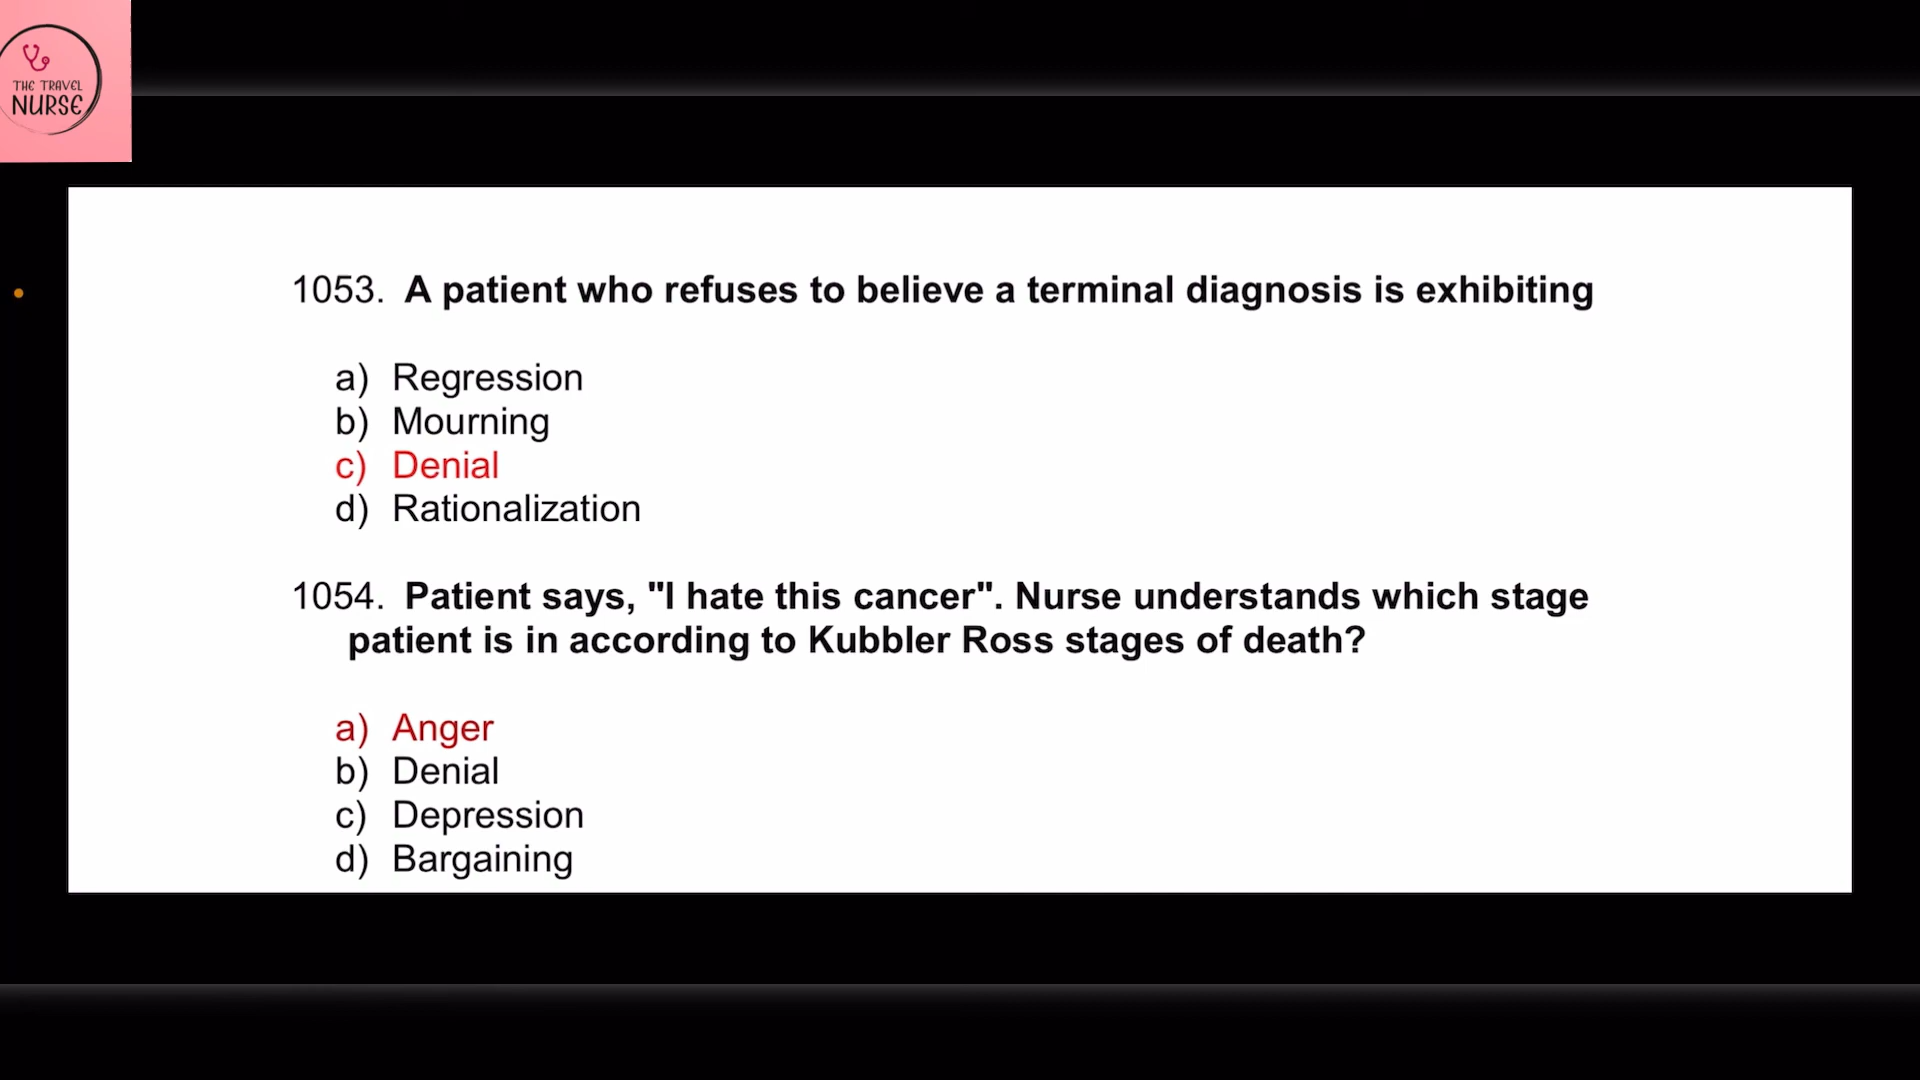 THE TRAVEL
NURSE
1053. A patient who refuses to believe a terminal diagnosis is exhibiting
a) Regression
b) Mourning
c) Denial
d) Rationalization
1054. Patient says, "I hate this cancer". Nurse understands which stage
patient is in according to Kubbler Ross stages of death?
a) Anger
b) Denial
c) Depression
d) Bargaining